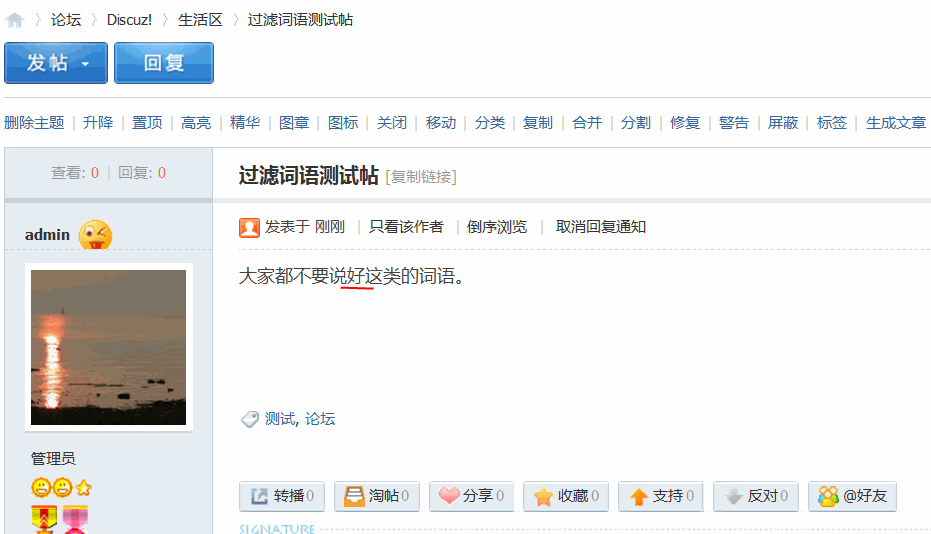 论坛 Discuz! 生活区 过滤词语测试帖
发帖 回复
删除主题 | 升降 | 置顶 | 高亮 | 精华 | 图章 | 图标 | 关闭 | 移动 | 分类 | 复制 | 合并 | 分割 | 修复 | 警告 | 屏蔽 | 标签 | 生成文章
查看: 0 | 回复: 0
过滤词语测试帖 [复制链接]
admin
发表于 刚刚 | 只看该作者 | 倒序浏览 | 取消回复通知
大家都不要说好这类的词语。
测试, 论坛
管理员
转播0 淘帖0 分享0 收藏0 支持0 反对0 @好友
SIGNATURE